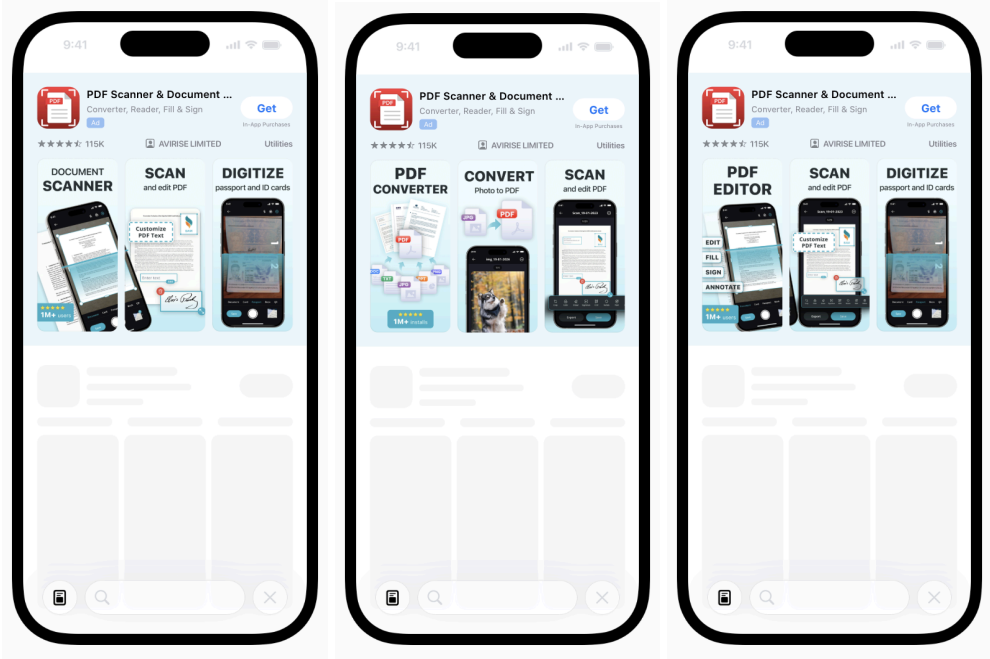 9:41
PDF Scanner & Document ...
Converter, Reader, Fill & Sign
Ad
Get
In-App Purchases
115K
AVIRISE LIMITED
Utilities
DOCUMENT
SCANNER
1M+ users
SCAN
and edit PDF
Customize
PDF Text
DIGITIZE
passport and ID cards
9:41
PDF Scanner & Document ...
Converter, Reader, Fill & Sign
Ad
Get
In-App Purchases
115K
AVIRISE LIMITED
Utilities
PDF
CONVERTER
PDF
TXT
JPG
PNG
1M+ installs
CONVERT
Photo to PDF
JPG
PDF
SCAN
and edit PDF
9:41
PDF Scanner & Document ...
Converter, Reader, Fill & Sign
Ad
Get
In-App Purchases
115K
AVIRISE LIMITED
Utilities
PDF
EDITOR
EDIT
FILL
SIGN
ANNOTATE
1M+ users
SCAN
and edit PDF
Customize
PDF Text
DIGITIZE
passport and ID cards